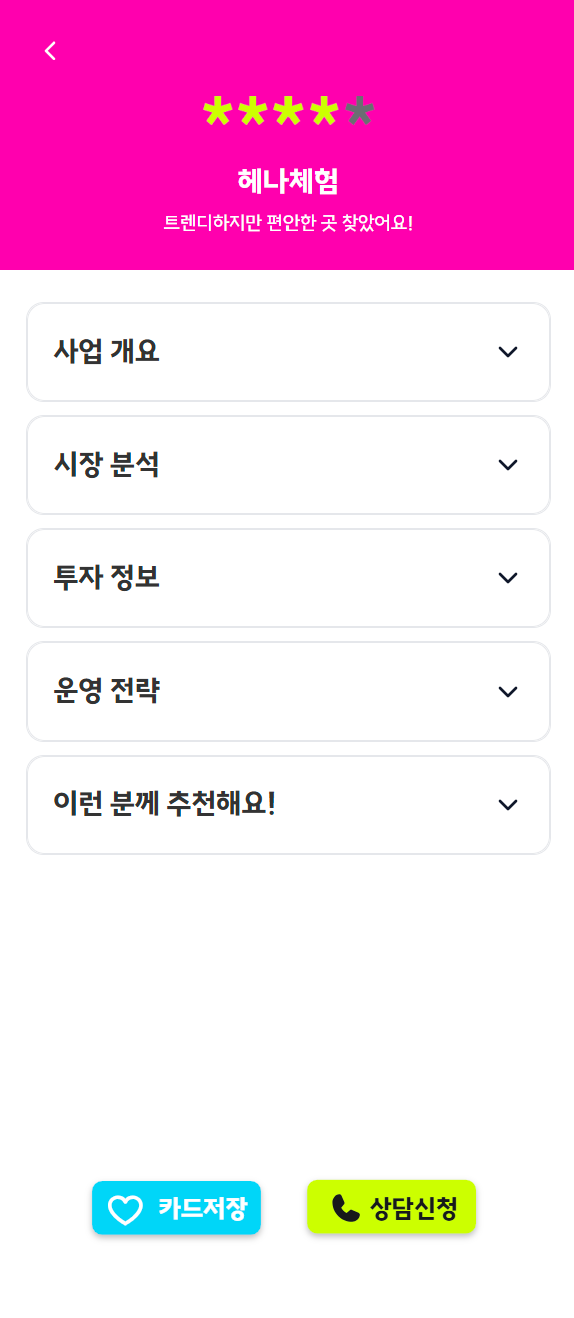 *****
헤나체험
트렌디하지만 편안한 곳 찾았어요!
사업 개요
시장 분석
투자 정보
운영 전략
이런 분께 추천해요!
카드저장
상담신청